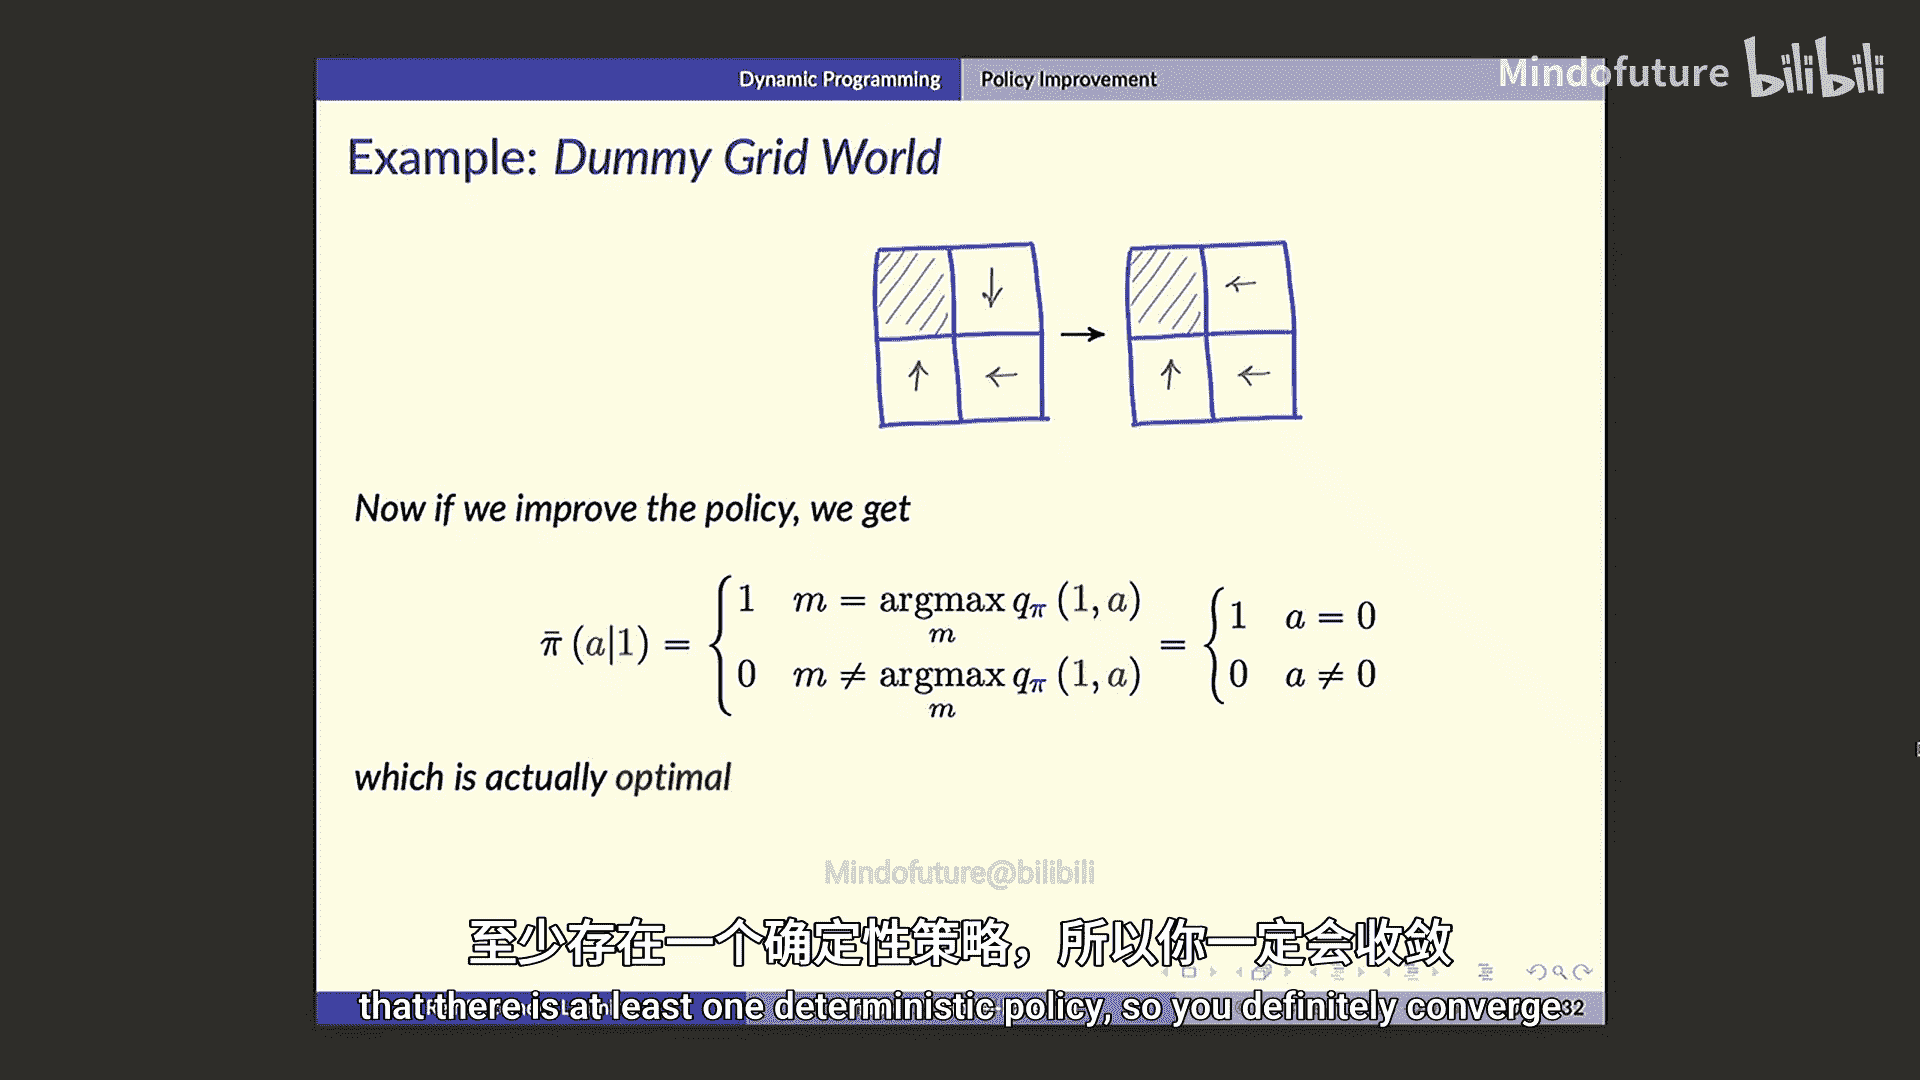 Mindofuture bilibili
Dynamic Programming Policy Improvement
Example: Dummy Grid World
Now if we improve the policy, we get
π̄ (a|1) = { 1 m = argmax_m q_π (1, a) = { 1 a = 0
0 m ≠ argmax_m q_π (1, a) 0 a ≠ 0
which is actually optimal
Mindofuture@bilibili
至少存在一个确定性策略，所以你一定会收敛
that there is at least one deterministic policy, so you definitely converge
32